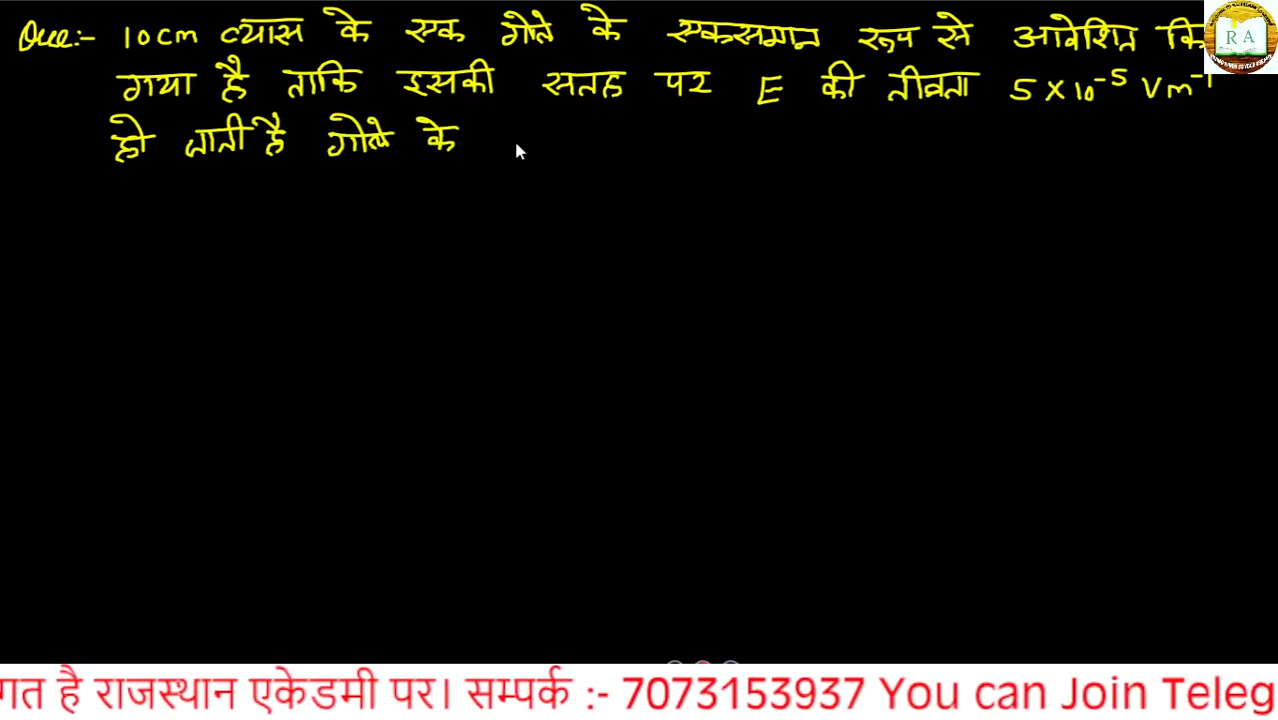 Que:- 10cm व्यास के एक गोले के एकसमान रूप से आवेशित कि
गया है ताकि इसकी सतह पर E की तीव्रता 5 × 10⁻⁵ Vm⁻¹
हो जाती है गोले के
RA
गत है राजस्थान एकेडमी पर। सम्पर्क :- 7073153937 You can Join Teleg